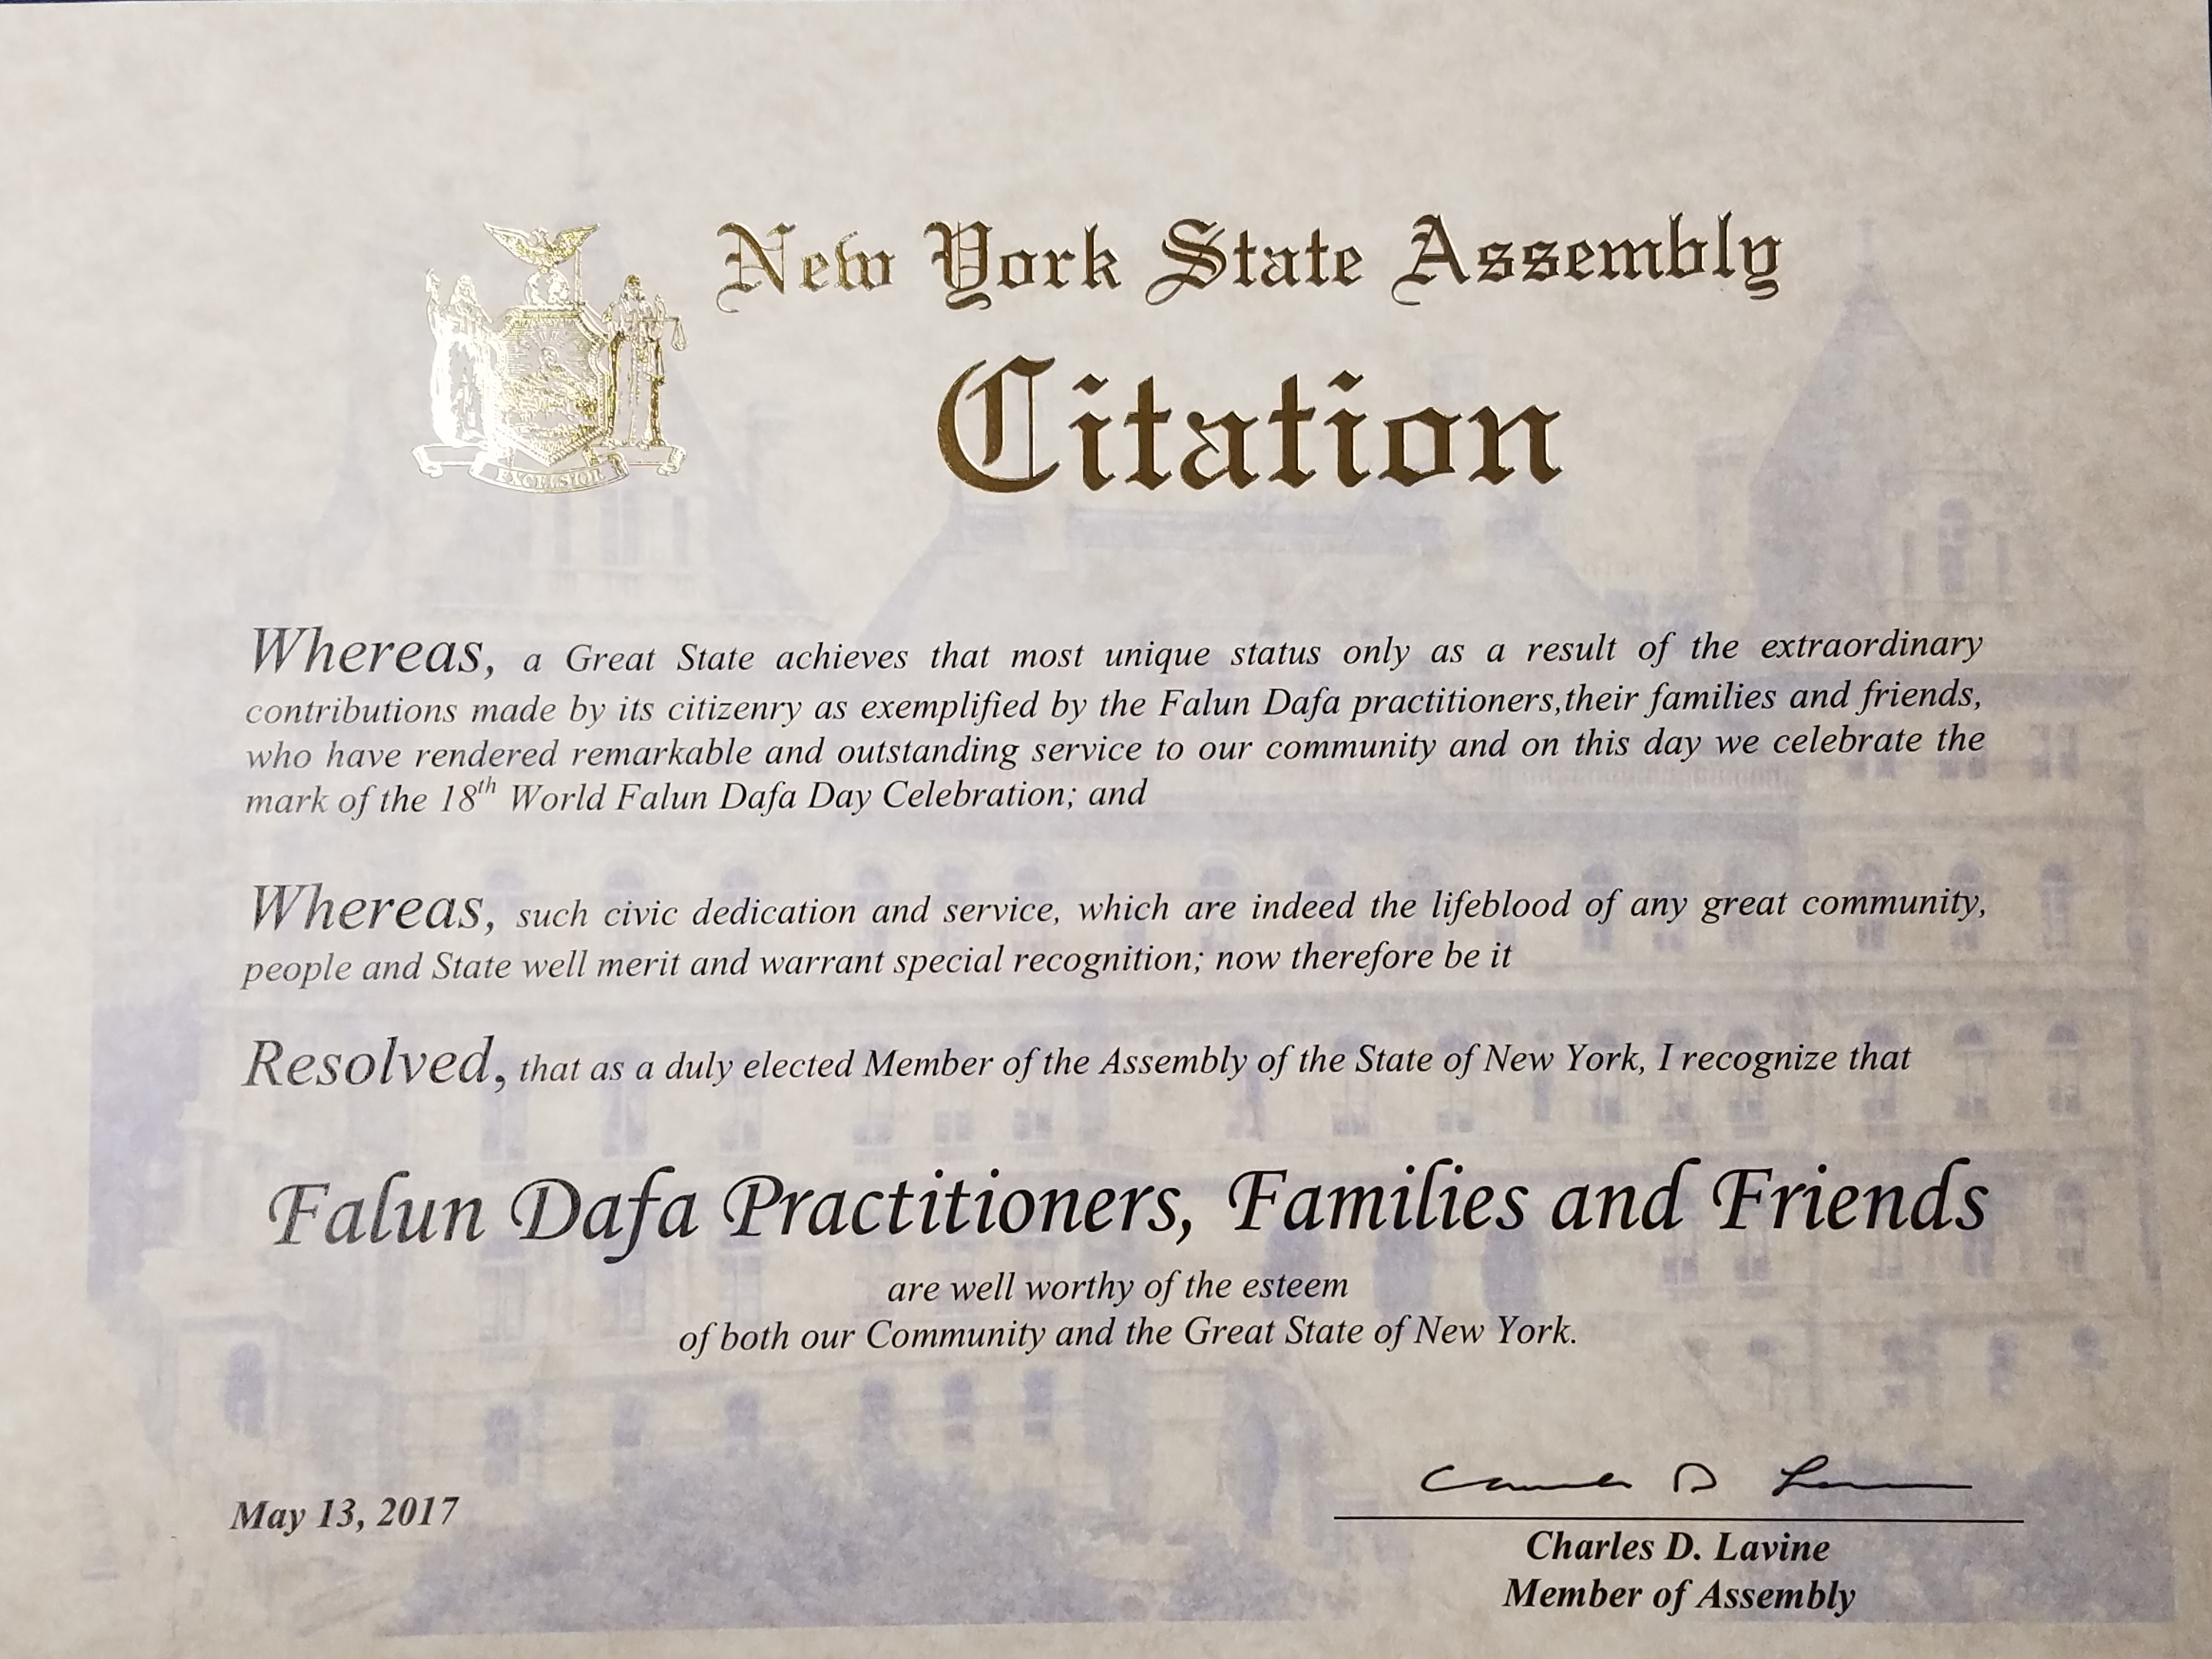 New York State Assembly
Citation
EXCELSIOR
Whereas, a Great State achieves that most unique status only as a result of the extraordinary
contributions made by its citizenry as exemplified by the Falun Dafa practitioners,their families and friends,
who have rendered remarkable and outstanding service to our community and on this day we celebrate the
mark of the 18th World Falun Dafa Day Celebration; and
Whereas, such civic dedication and service, which are indeed the lifeblood of any great community,
people and State well merit and warrant special recognition; now therefore be it
Resolved, that as a duly elected Member of the Assembly of the State of New York, I recognize that
Falun Dafa Practitioners, Families and Friends
are well worthy of the esteem
of both our Community and the Great State of New York.
May 13, 2017
Charles D. Lavine
Member of Assembly